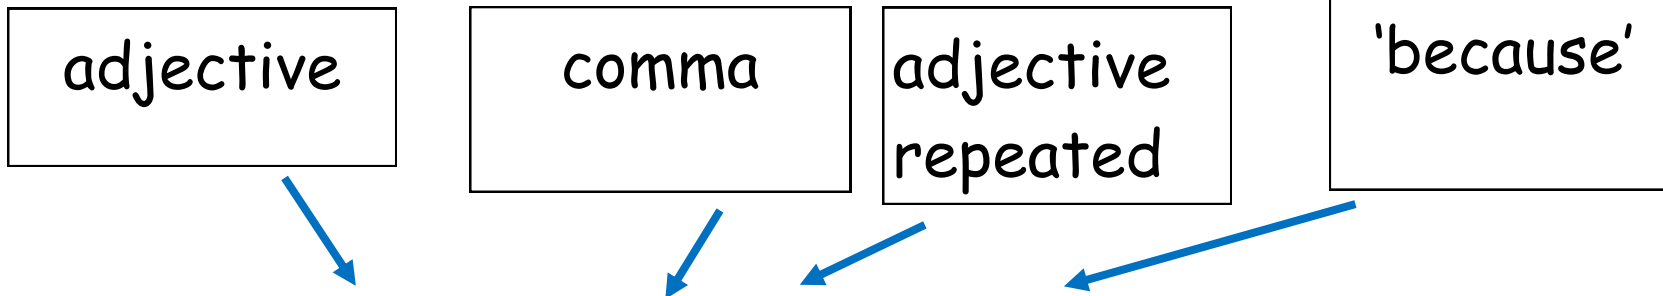 adjective
comma
adjective
repeated
'because'